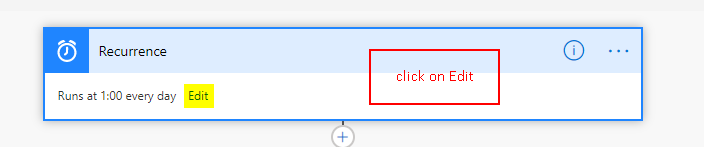 Recurrence
click on Edit
Runs at 1:00 every day Edit